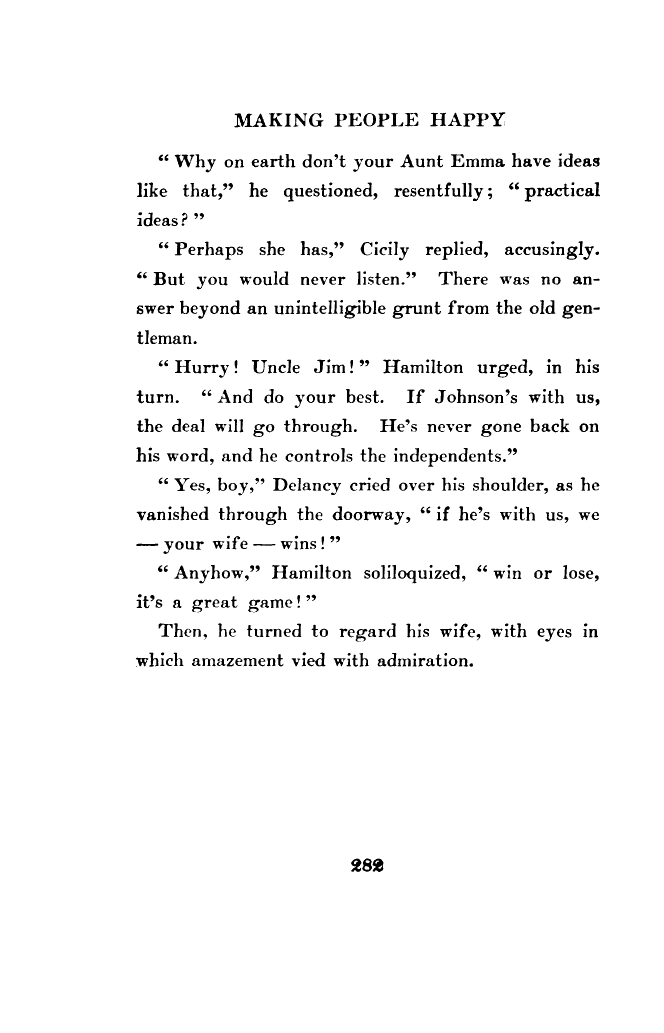 MAKING PEOPLE HAPPY
“ Why on earth don’t your Aunt Emma have ideas
like that,” he questioned, resentfully; “ practical
ideas? ”
“ Perhaps she has,” Cicily replied, accusingly.
“ But you would never listen.” There was no an-
swer beyond an unintelligible grunt from the old gen-
tleman.
“ Hurry! Uncle Jim! ” Hamilton urged, in his
turn. “ And do your best. If Johnson’s with us,
the deal will go through. He’s never gone back on
his word, and he controls the independents.”
“ Yes, boy,” Delancy cried over his shoulder, as he
vanished through the doorway, “ if he’s with us, we
— your wife — wins! ”
“ Anyhow,” Hamilton soliloquized, “ win or lose,
it’s a great game! ”
Then, he turned to regard his wife, with eyes in
which amazement vied with admiration.
282